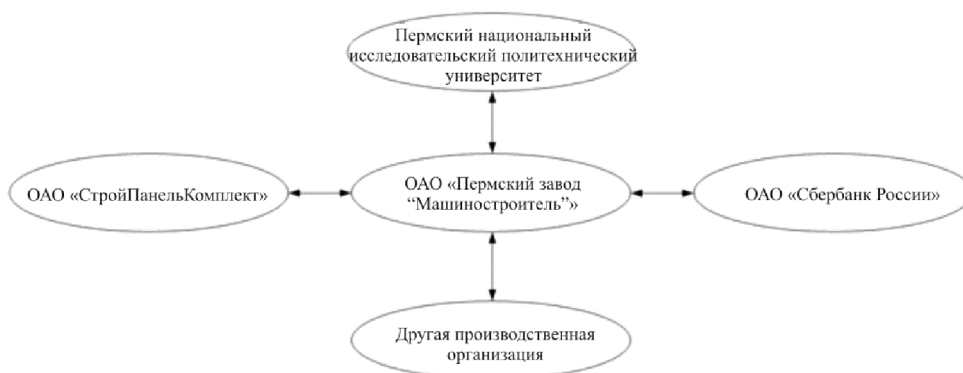 Пермский национальный
исследовательский политехнический
университет
ОАО «СтройПанельКомплект»
ОАО «Пермский завод
“Машиностроитель”»
ОАО «Сбербанк России»
Другая производственная
организация